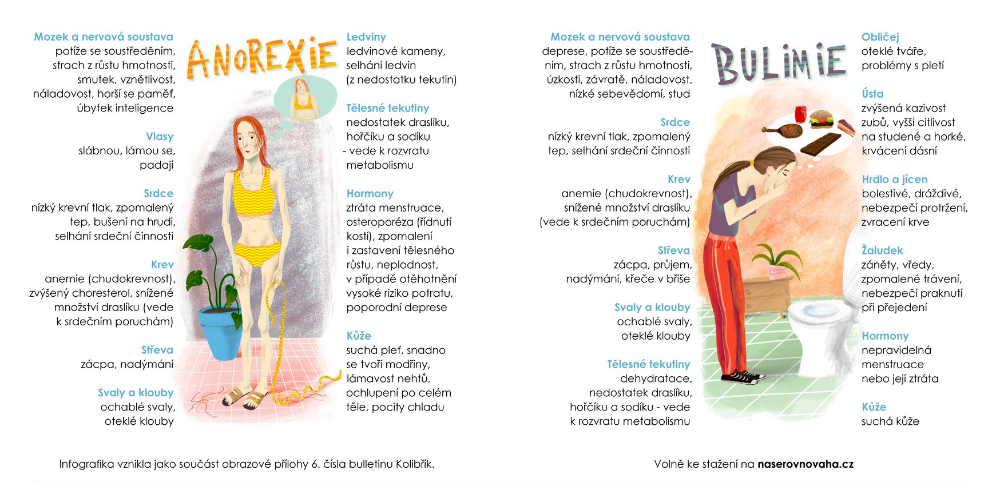 ANOREXIE
Mozek a nervová soustava
potíže se soustředěním,
strach z růstu hmotnosti,
smutek, vznětlivost,
náladovost, horší se paměť,
úbytek inteligence
Vlasy
slábnou, lámou se,
padají
Srdce
nízký krevní tlak, zpomalený
tep, bušení na hrudi,
selhání srdeční činnosti
Krev
anemie (chudokrevnost),
zvýšený choresterol, snížené
množství draslíku (vede
k srdečním poruchám)
Střeva
zácpa, nadýmání
Svaly a klouby
ochablé svaly,
oteklé klouby
Ledviny
ledvinové kameny,
selhání ledvin
(z nedostatku tekutin)
Tělesné tekutiny
nedostatek draslíku,
hořčíku a sodíku
- vede k rozvratu
metabolismu
Hormony
ztráta menstruace,
osteroporéza (řídnutí
kostí), zpomalení
i zastavení tělesného
růstu, neplodnost,
v případě otěhotnění
vysoké riziko potratu,
poporodní deprese
Kůže
suchá pleť, snadno
se tvoří modřiny,
lámavost nehtů,
ochlupení po celém
těle, pocity chladu
Infografika vznikla jako součást obrazové přílohy 6. čísla bulletinu Kolibřík.
BULIMIE
Mozek a nervová soustava
deprese, potíže se soustředě-
ním, strach z růstu hmotnosti,
úzkosti, závratě, náladovost,
nízké sebevědomí, stud
Srdce
nízký krevní tlak, zpomalený
tep, selhání srdeční činnosti
Krev
anemie (chudokrevnost),
snížené množství draslíku
(vede k srdečním poruchám)
Střeva
zácpa, průjem,
nadýmání, křeče v břiše
Svaly a klouby
ochablé svaly,
oteklé klouby
Tělesné tekutiny
dehydratace,
nedostatek draslíku,
hořčíku a sodíku - vede
k rozvratu metabolismu
Obličej
oteklé tváře,
problémy s pletí
Ústa
zvýšená kazivost
zubů, vyšší citlivost
na studené a horké,
krvácení dásní
Hrdlo a jícen
bolestivé, dráždivé,
nebezpečí protržení,
zvracení krve
Žaludek
záněty, vředy,
zpomalené trávení,
nebezpečí praknutí
při přejedení
Hormony
nepravidelná
menstruace
nebo její ztráta
Kůže
suchá kůže
Volně ke stažení na naserovnovaha.cz